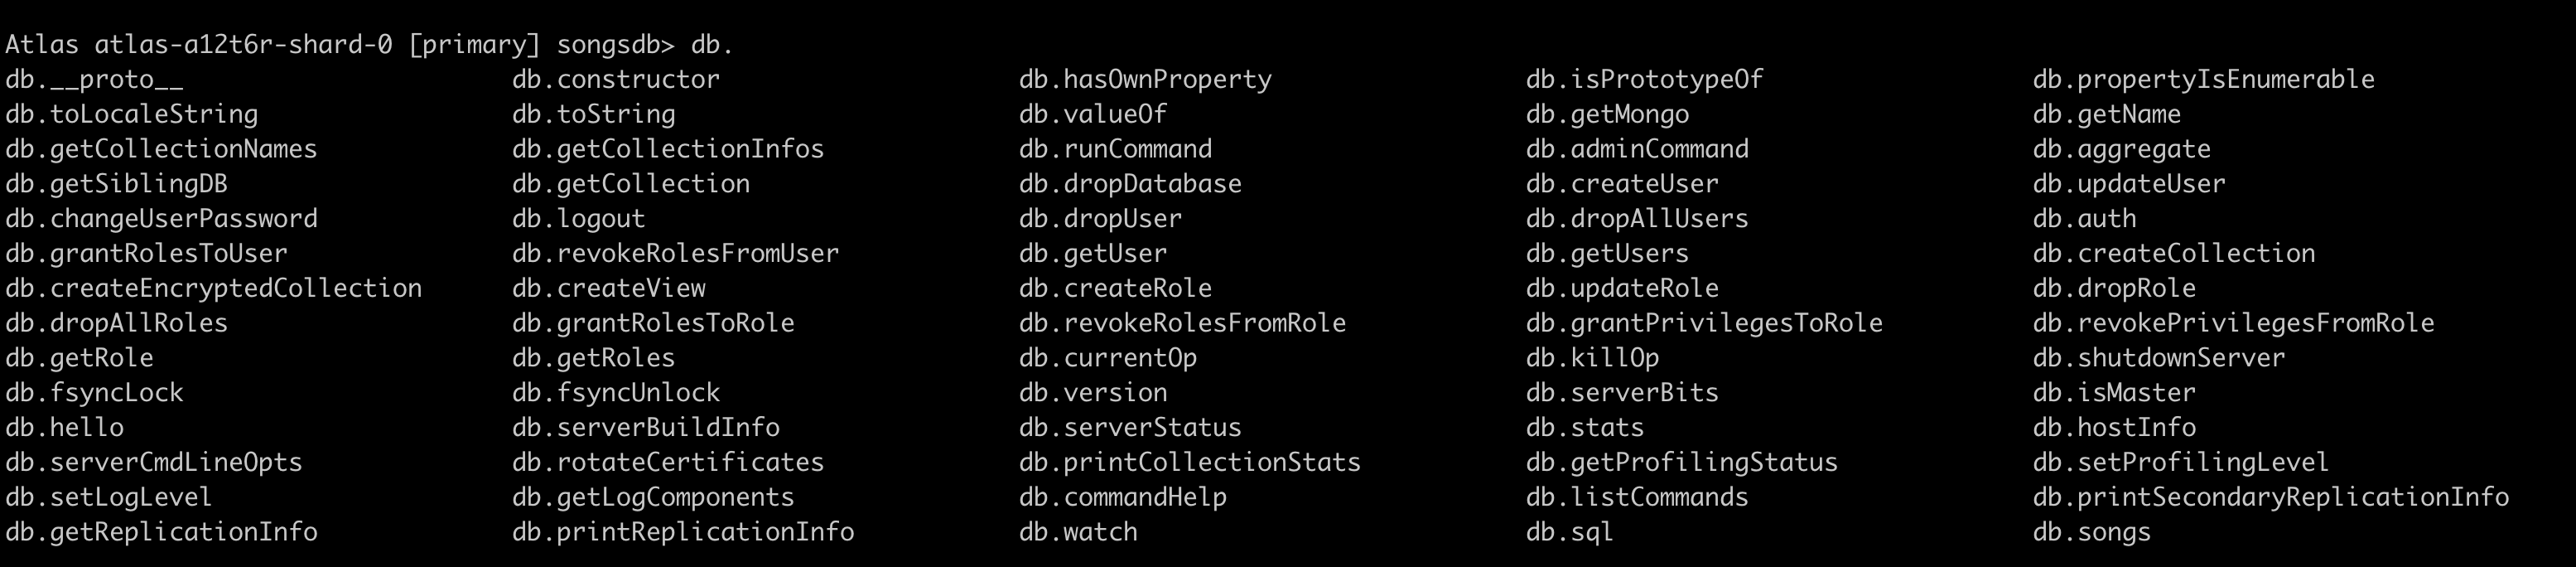 Atlas atlas-a12t6r-shard-0 [primary] songsdb> db.
db.__proto__ db.constructor db.hasOwnProperty db.isPrototypeOf db.propertyIsEnumerable
db.toLocaleString db.toString db.valueOf db.getMongo db.getName
db.getCollectionNames db.getCollectionInfos db.runCommand db.adminCommand db.aggregate
db.getSiblingDB db.getCollection db.dropDatabase db.createUser db.updateUser
db.changeUserPassword db.logout db.dropUser db.dropAllUsers db.auth
db.grantRolesToUser db.revokeRolesFromUser db.getUser db.getUsers db.createCollection
db.createEncryptedCollection db.createView db.createRole db.updateRole db.dropRole
db.dropAllRoles db.grantRolesToRole db.revokeRolesFromRole db.grantPrivilegesToRole db.revokePrivilegesFromRole
db.getRole db.getRoles db.currentOp db.killOp db.shutdownServer
db.fsyncLock db.fsyncUnlock db.version db.serverBits db.isMaster
db.hello db.serverBuildInfo db.serverStatus db.stats db.hostInfo
db.serverCmdLineOpts db.rotateCertificates db.printCollectionStats db.getProfilingStatus db.setProfilingLevel
db.setLogLevel db.getLogComponents db.commandHelp db.listCommands db.printSecondaryReplicationInfo
db.getReplicationInfo db.printReplicationInfo db.watch db.sql db.songs